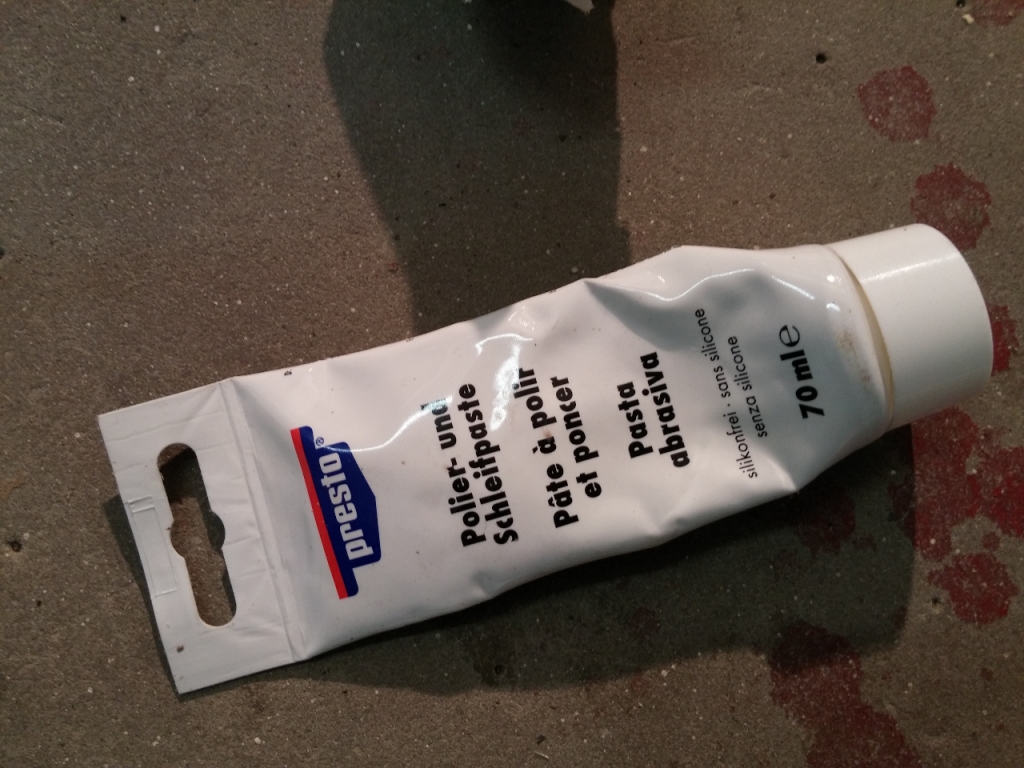 presto®
Polier- und
Schleifpaste
Pâte à polir
et poncer
Pasta
abrasiva
silikonfrei · sans silicone
senza silicone
70 ml e